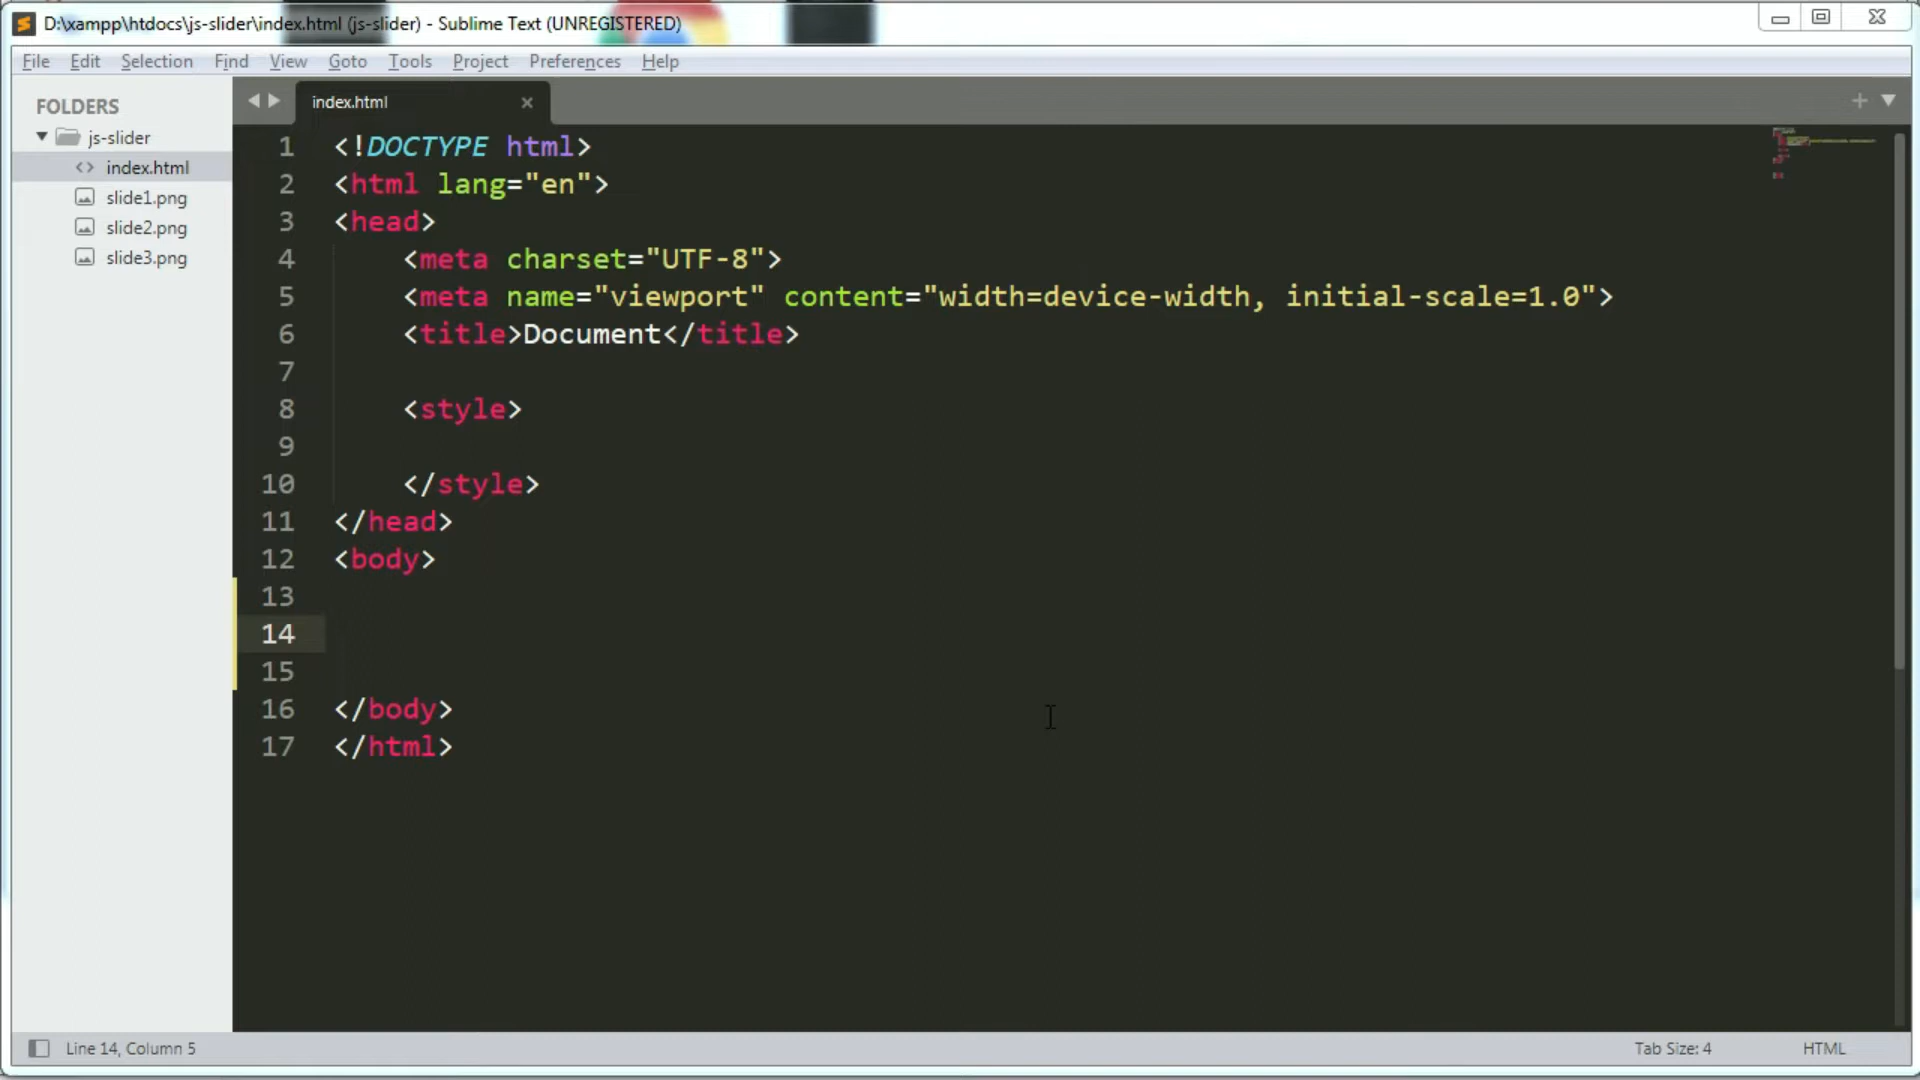 D:\xampp\htdocs\js-slider\index.html (js-slider) - Sublime Text (UNREGISTERED)
File Edit Selection Find View Goto Tools Project Preferences Help
FOLDERS
js-slider
index.html
slide1.png
slide2.png
slide3.png
index.html
1 <!DOCTYPE html>
2 <html lang="en">
3 <head>
4 <meta charset="UTF-8">
5 <meta name="viewport" content="width=device-width, initial-scale=1.0">
6 <title>Document</title>
7
8 <style>
9
10 </style>
11 </head>
12 <body>
13
14
15
16 </body>
17 </html>
Line 14, Column 5
Tab Size: 4
HTML